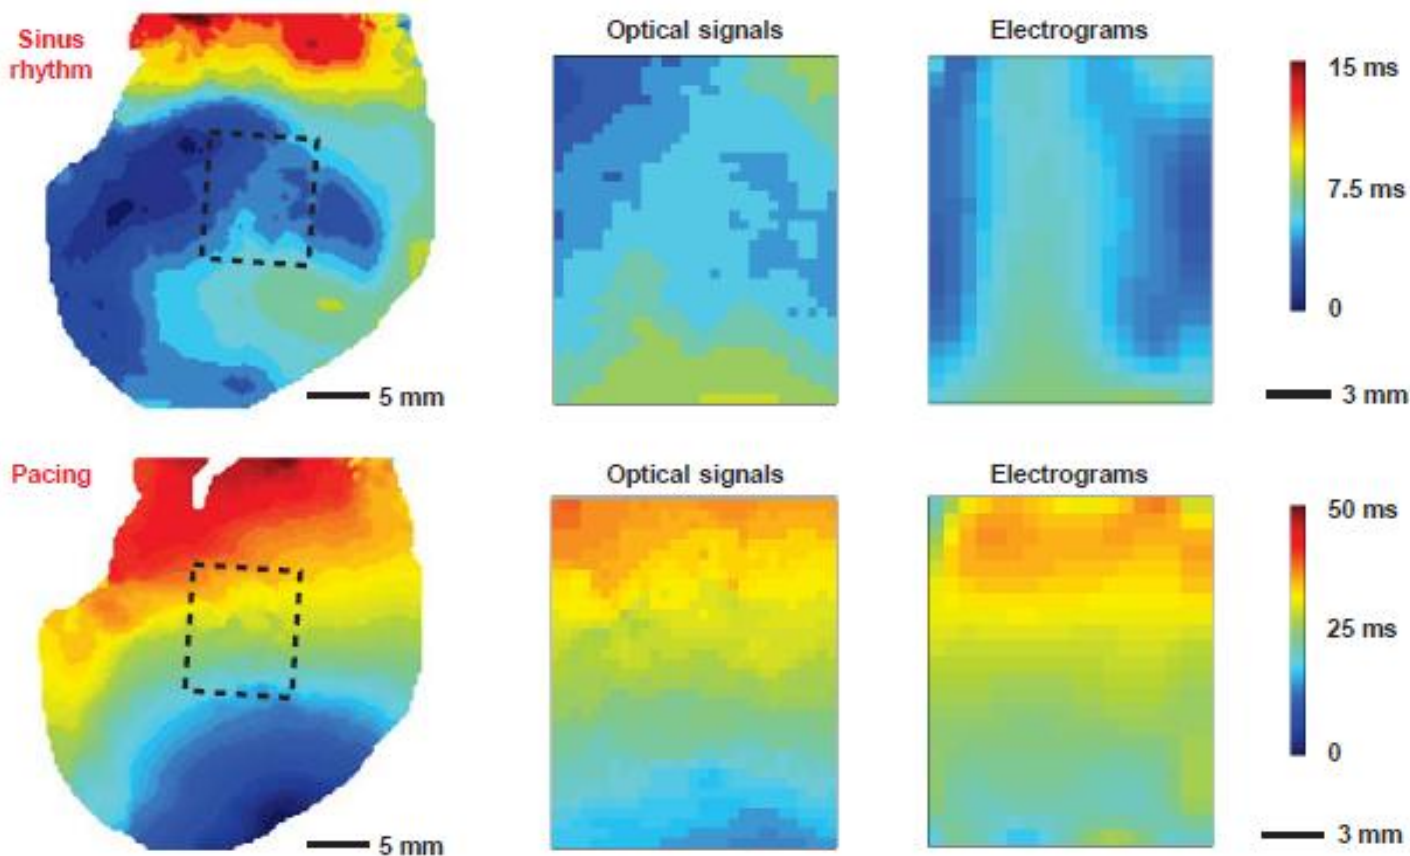 Sinus
rhythm
Optical signals
Electrograms
15 ms
7.5 ms
0
5 mm
3 mm
Pacing
Optical signals
Electrograms
50 ms
25 ms
0
5 mm
3 mm